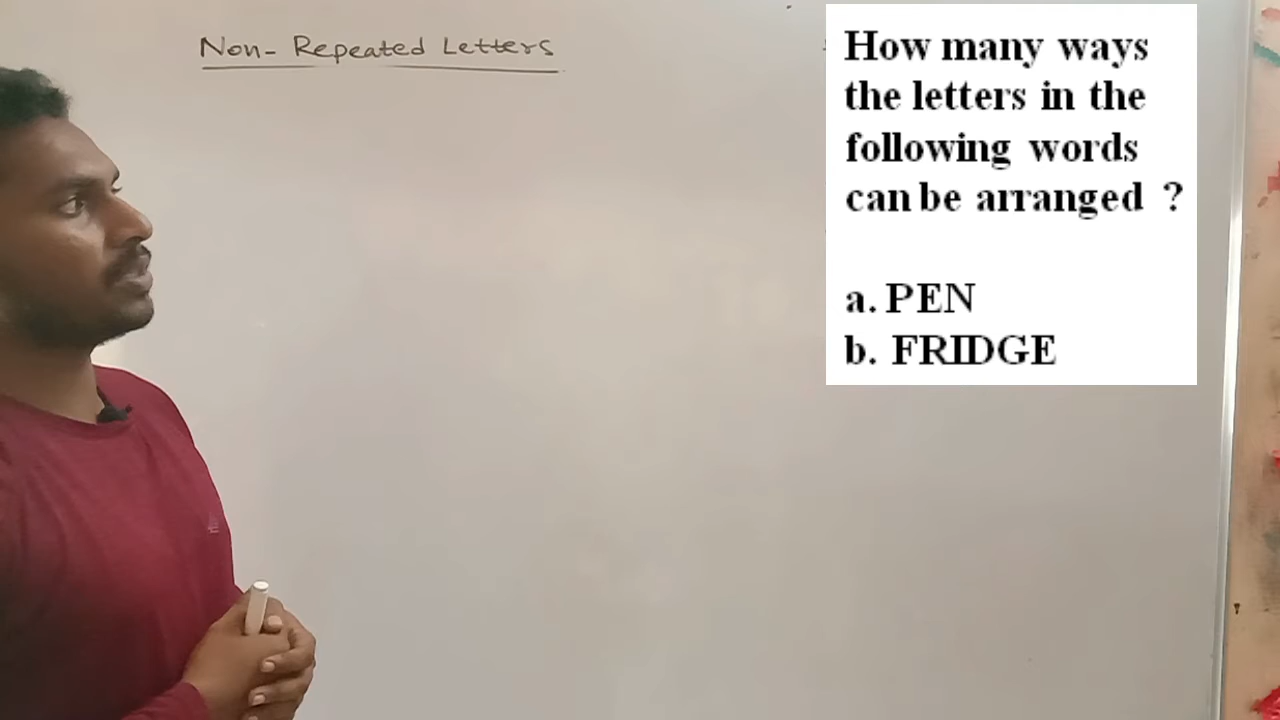 Non- Repeated Letters
How many ways
the letters in the
following words
can be arranged ?
a. PEN
b. FRIDGE